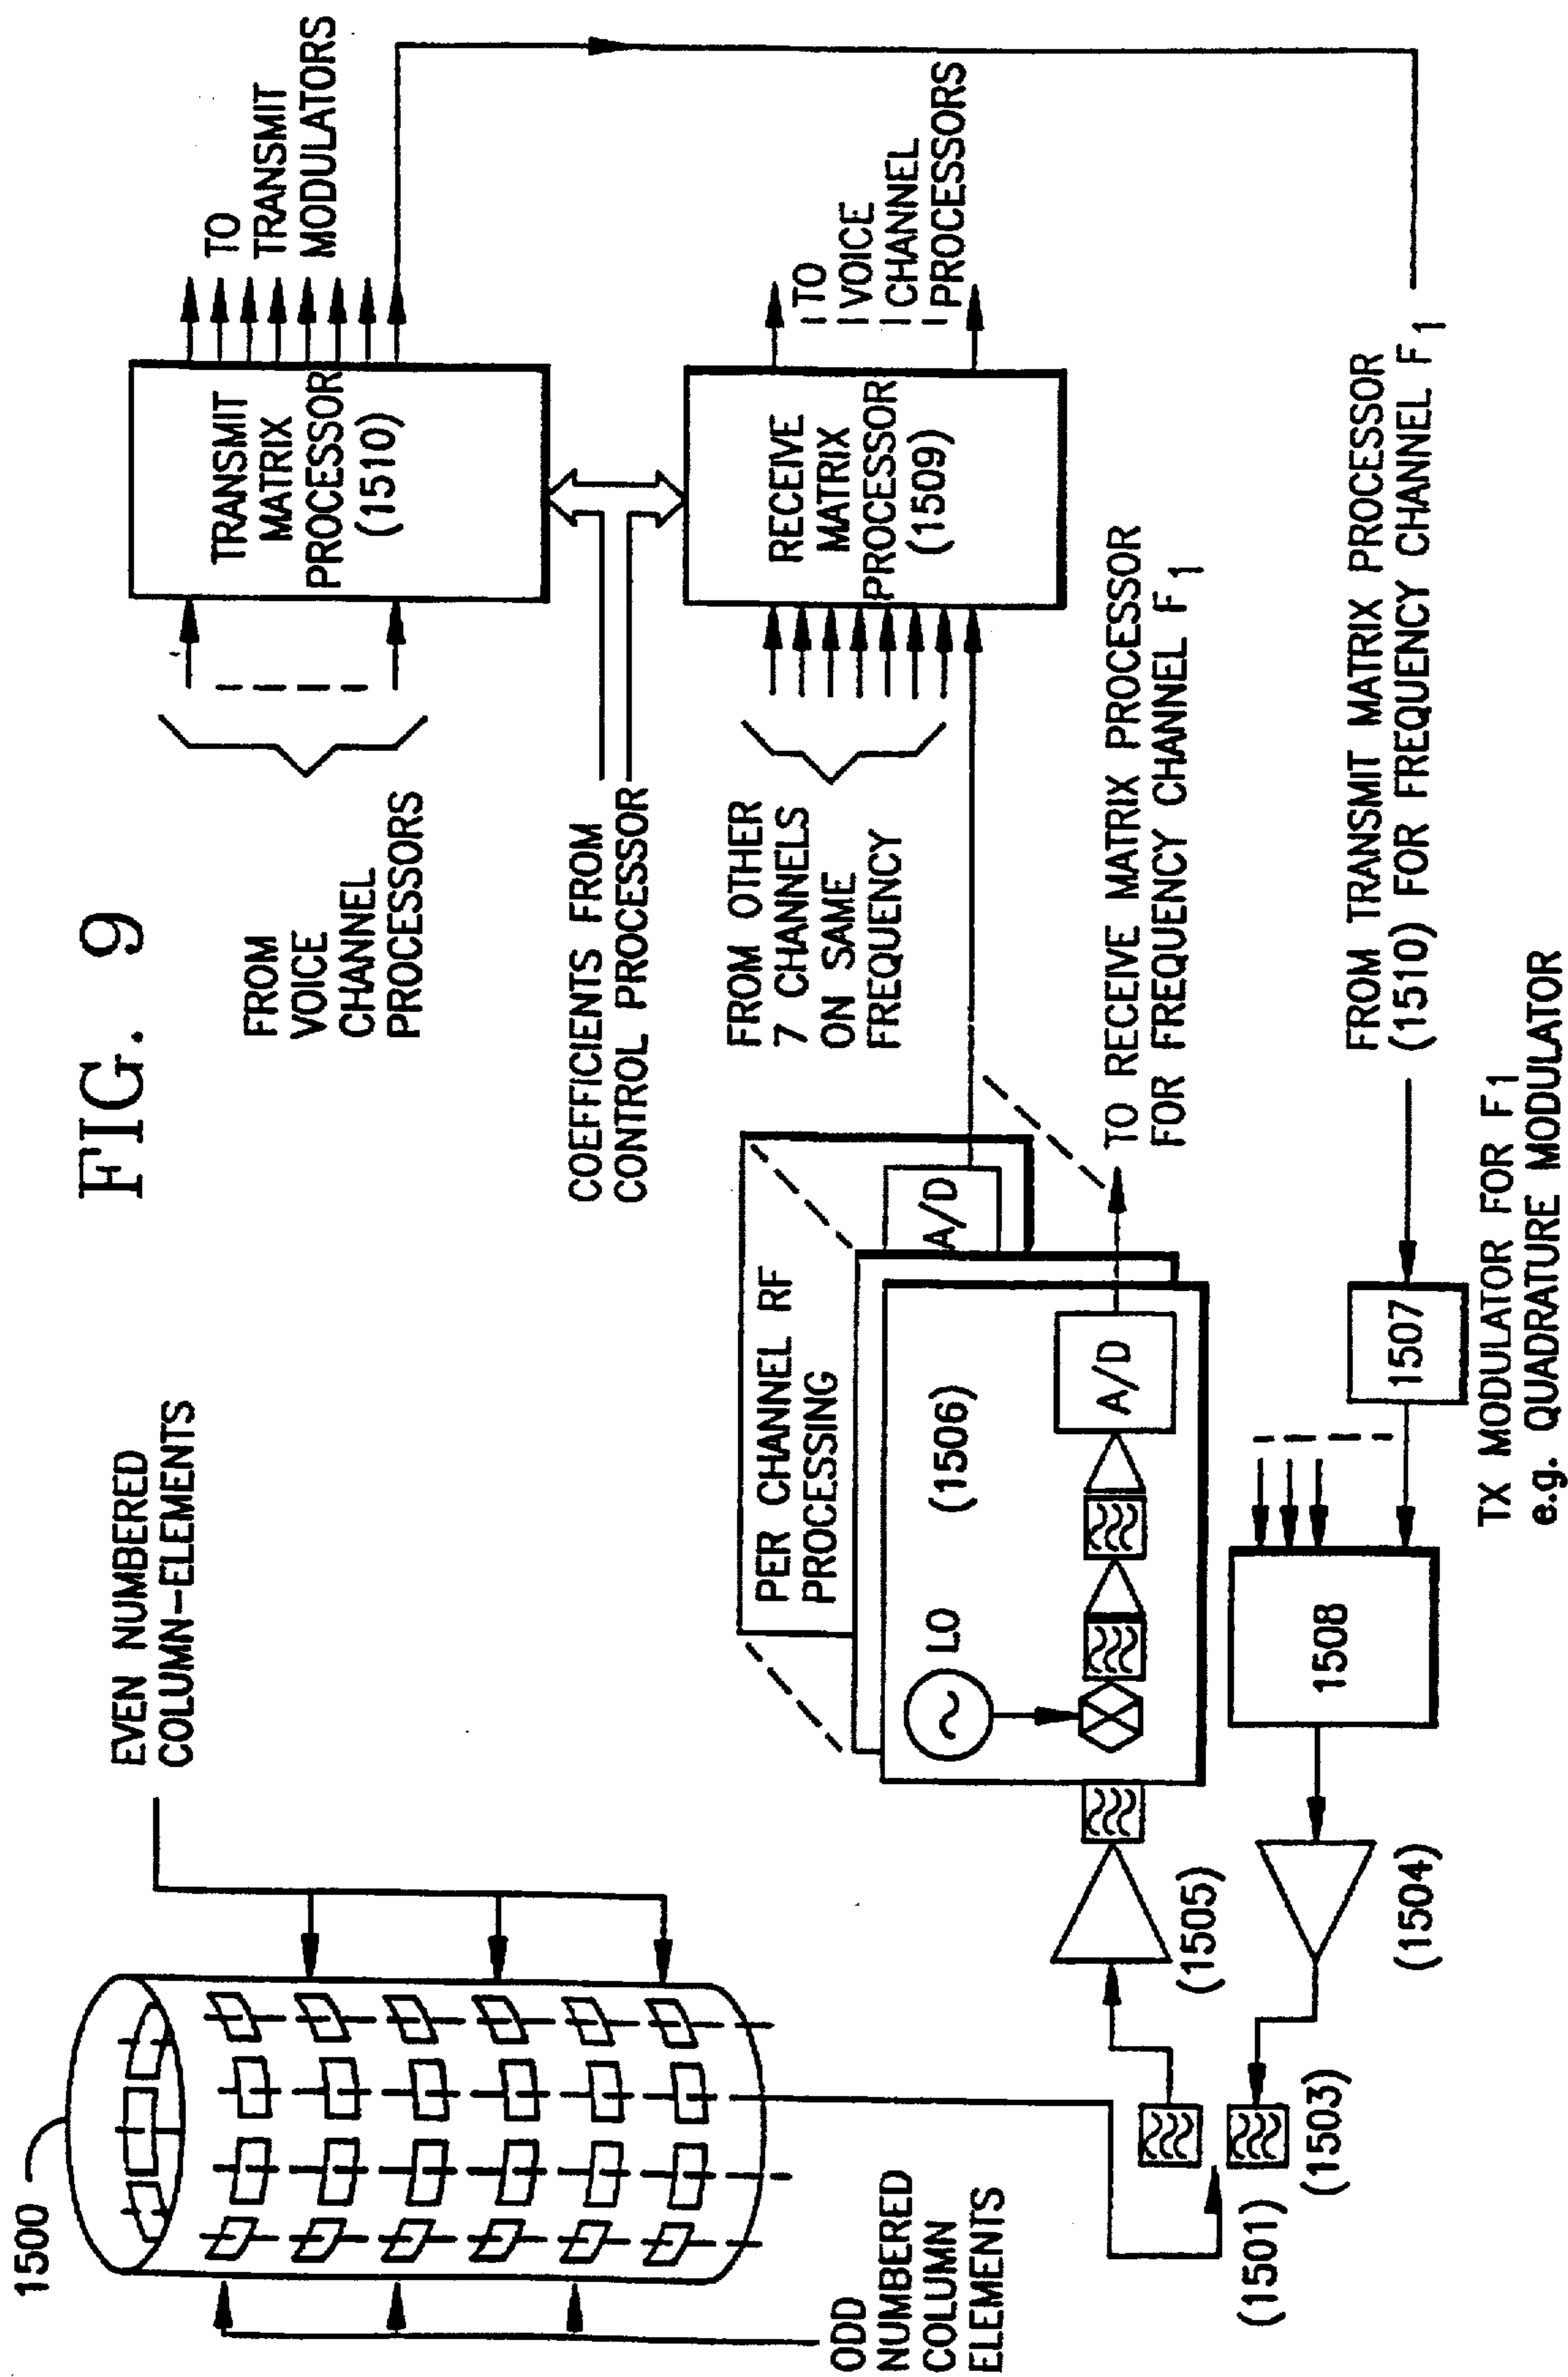 FIG. 9
1500
EVEN NUMBERED
COLUMN-ELEMENTS
ODD
NUMBERED
COLUMN
ELEMENTS
FROM
VOICE
CHANNEL
PROCESSORS
TRANSMIT
MATRIX
PROCESSOR
(1510)
TO
TRANSMIT
MODULATORS
COEFFICIENTS FROM
CONTROL PROCESSOR
FROM OTHER
7 CHANNELS
ON SAME
FREQUENCY
RECEIVE
MATRIX
PROCESSOR
(1509)
TO
VOICE
CHANNEL
PROCESSORS
PER CHANNEL RF
PROCESSING
A/D
(1506)
LO
A/D
TO RECEIVE MATRIX PROCESSOR
FOR FREQUENCY CHANNEL F1
(1505)
(1501)
(1503)
(1504)
1508
1507
FROM TRANSMIT MATRIX PROCESSOR
(1510) FOR FREQUENCY CHANNEL F1
TX MODULATOR FOR F1
e.g. QUADRATURE MODULATOR